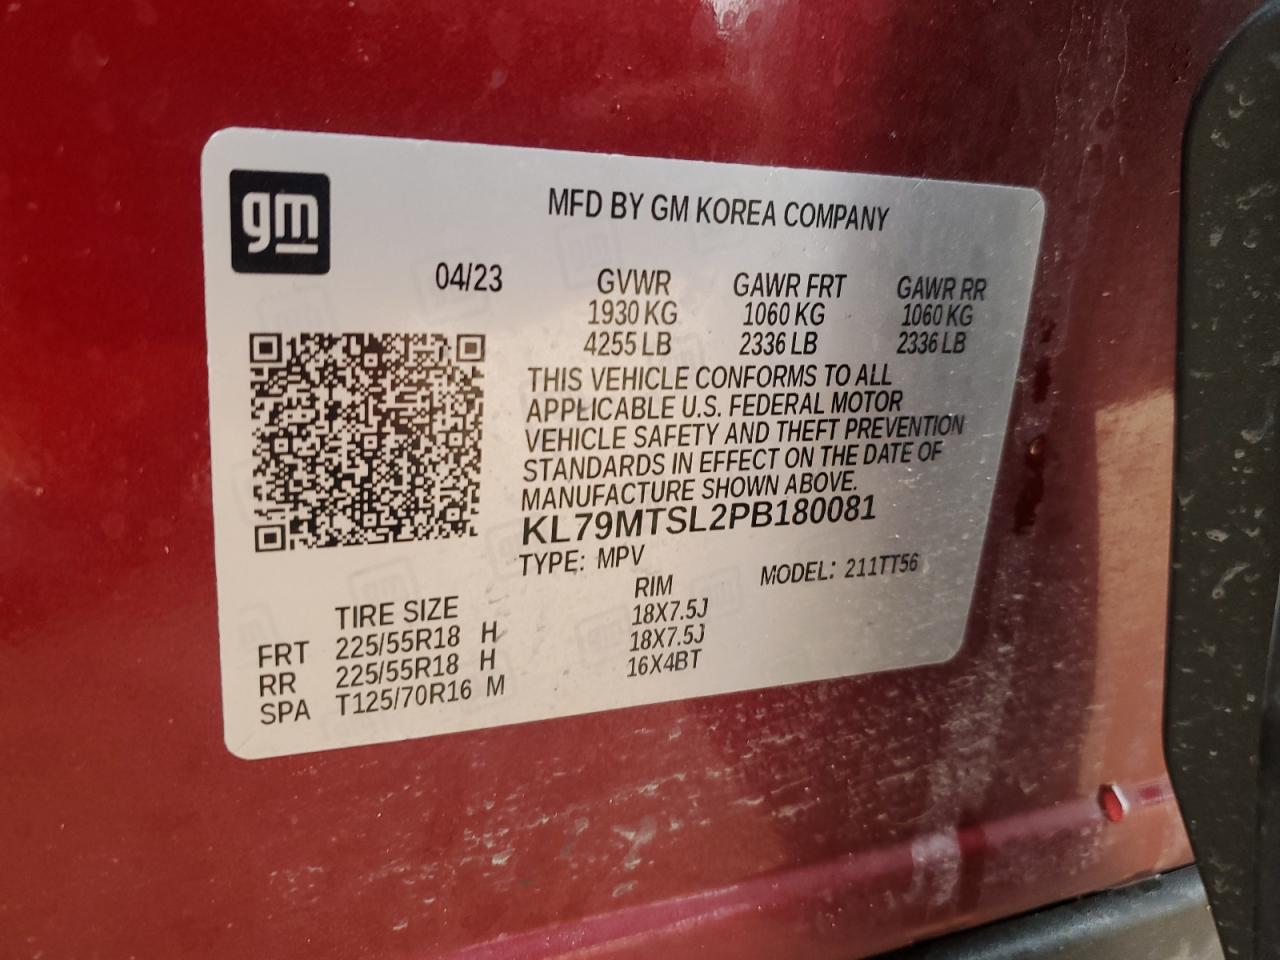 gm
MFD BY GM KOREA COMPANY
04/23 GVWR GAWR FRT GAWR RR
1930 KG 1060 KG 1060 KG
4255 LB 2336 LB 2336 LB
THIS VEHICLE CONFORMS TO ALL
APPLICABLE U.S. FEDERAL MOTOR
VEHICLE SAFETY AND THEFT PREVENTION
STANDARDS IN EFFECT ON THE DATE OF
MANUFACTURE SHOWN ABOVE.
KL79MTSL2PB180081
TYPE: MPV MODEL: 211TT56
TIRE SIZE RIM
FRT 225/55R18 H 18X7.5J
RR 225/55R18 H 18X7.5J
SPA T125/70R16 M 16X4BT